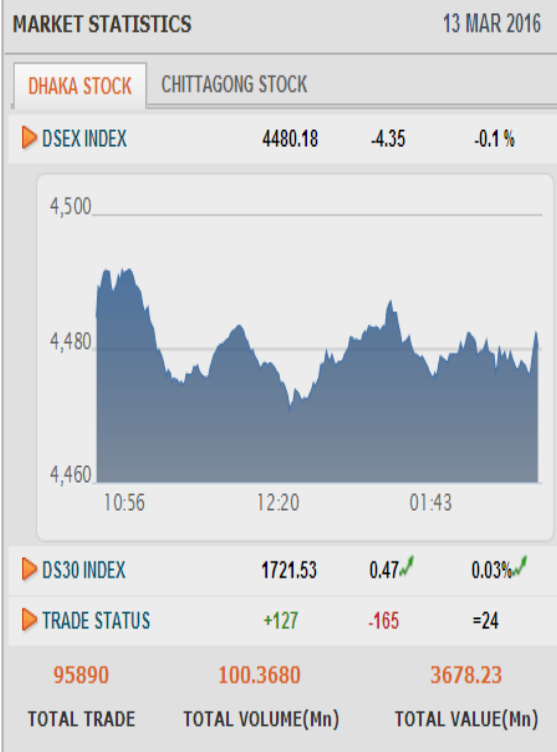 MARKET STATISTICS 13 MAR 2016
DHAKA STOCK CHITTAGONG STOCK
DSEX INDEX 4480.18 -4.35 -0.1 %
4,500
4,480
4,460
10:56 12:20 01:43
DS30 INDEX 1721.53 0.47 0.03%
TRADE STATUS +127 -165 =24
95890 100.3680 3678.23
TOTAL TRADE TOTAL VOLUME(Mn) TOTAL VALUE(Mn)